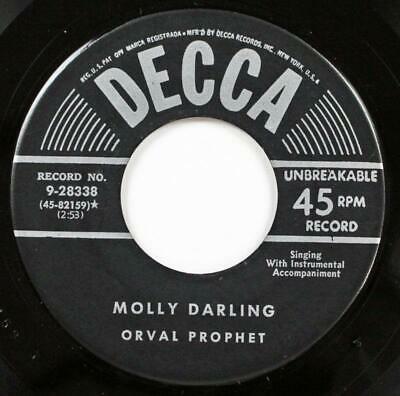 REG. U.S. PAT. OFF. MARCA REGISTRADA • MF'D BY DECCA RECORDS, INC., NEW YORK, U.S.A.
DECCA
RECORD NO.
9-28338
(45-82159)★
(2:53)
UNBREAKABLE
45 RPM
RECORD
Singing
With Instrumental
Accompaniment
MOLLY DARLING
ORVAL PROPHET